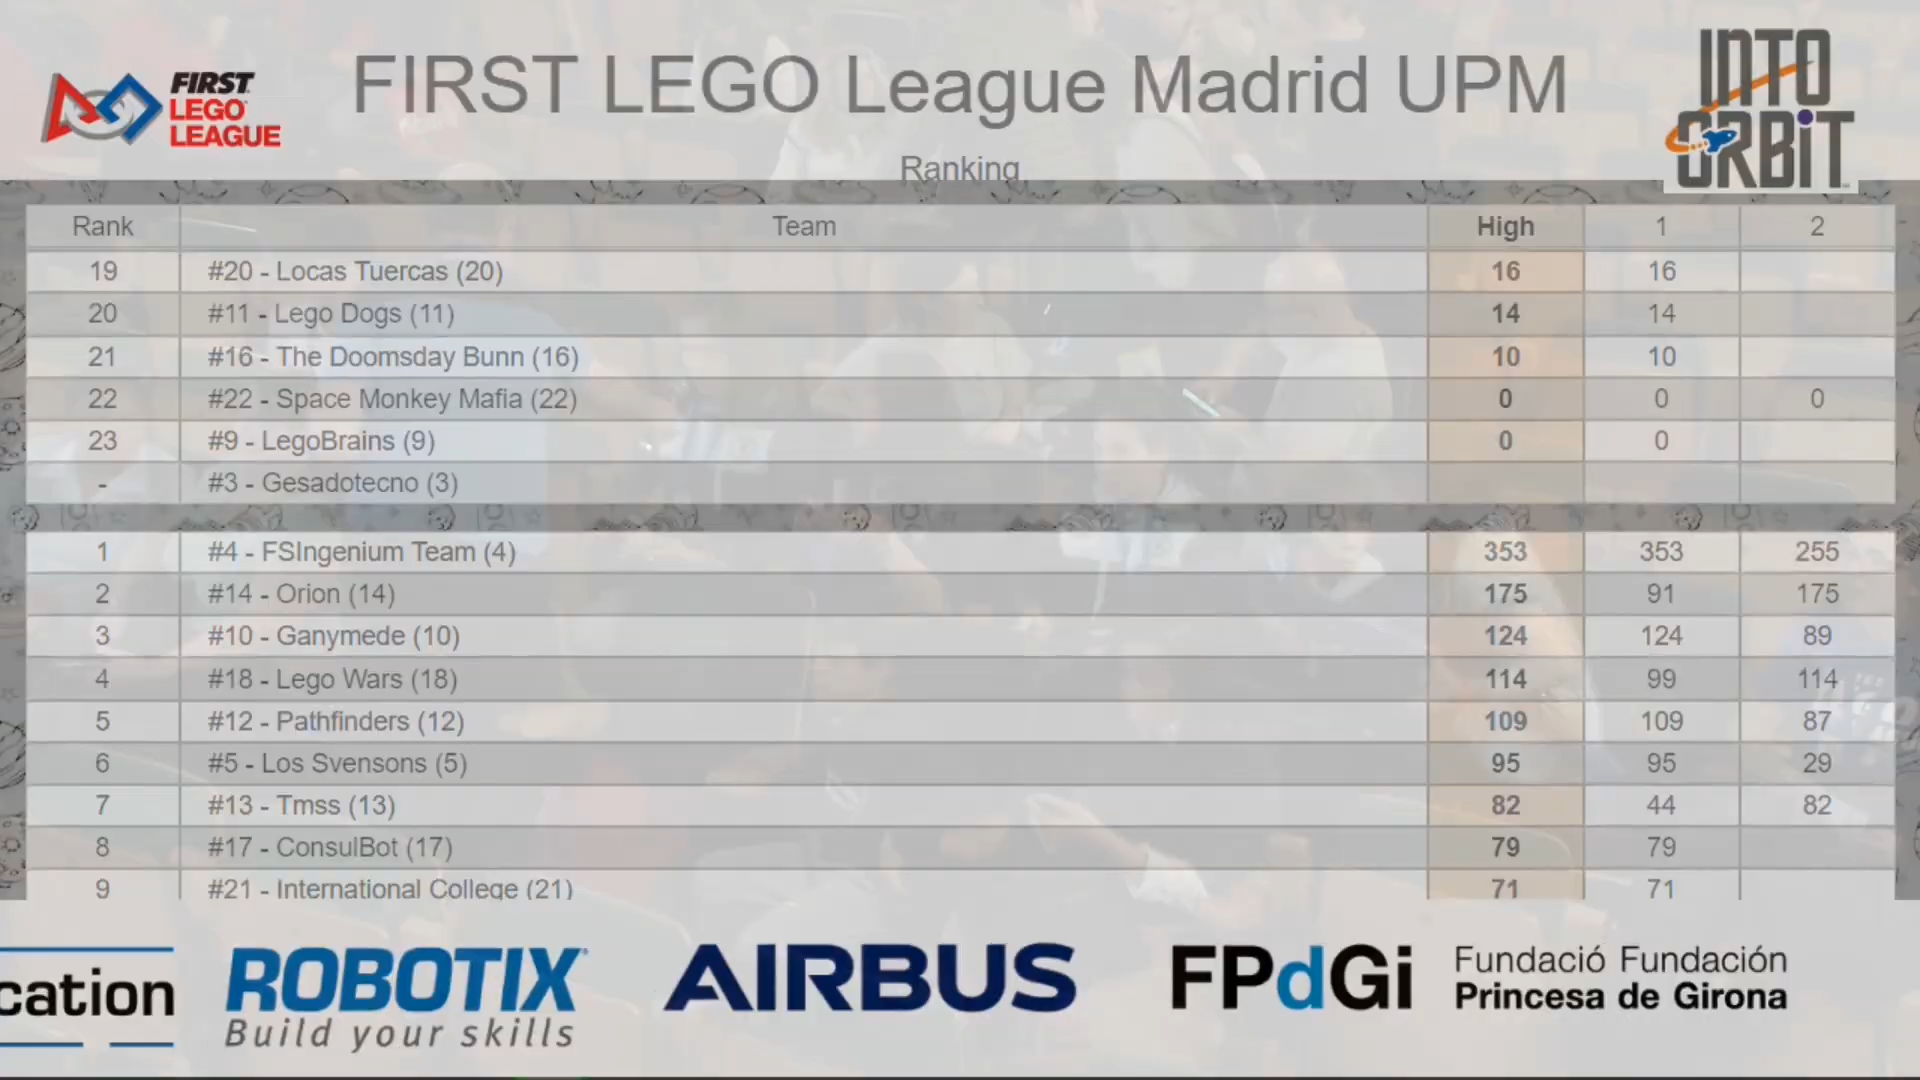 FIRST
LEGO
LEAGUE
FIRST LEGO League Madrid UPM
Ranking
INTO
ORBIT
Rank Team High 1 2
19 #20 - Locas Tuercas (20) 16 16
20 #11 - Lego Dogs (11) 14 14
21 #16 - The Doomsday Bunn (16) 10 10
22 #22 - Space Monkey Mafia (22) 0 0 0
23 #9 - LegoBrains (9) 0 0
- #3 - Gesadotecno (3)
1 #4 - FSIngenium Team (4) 353 353 255
2 #14 - Orion (14) 175 91 175
3 #10 - Ganymede (10) 124 124 89
4 #18 - Lego Wars (18) 114 99 114
5 #12 - Pathfinders (12) 109 109 87
6 #5 - Los Svensons (5) 95 95 29
7 #13 - Tmss (13) 82 44 82
8 #17 - ConsulBot (17) 79 79
9 #21 - International College (21) 71 71
cation
ROBOTIX
Build your skills
AIRBUS
FPdGi
Fundació Fundación
Princesa de Girona